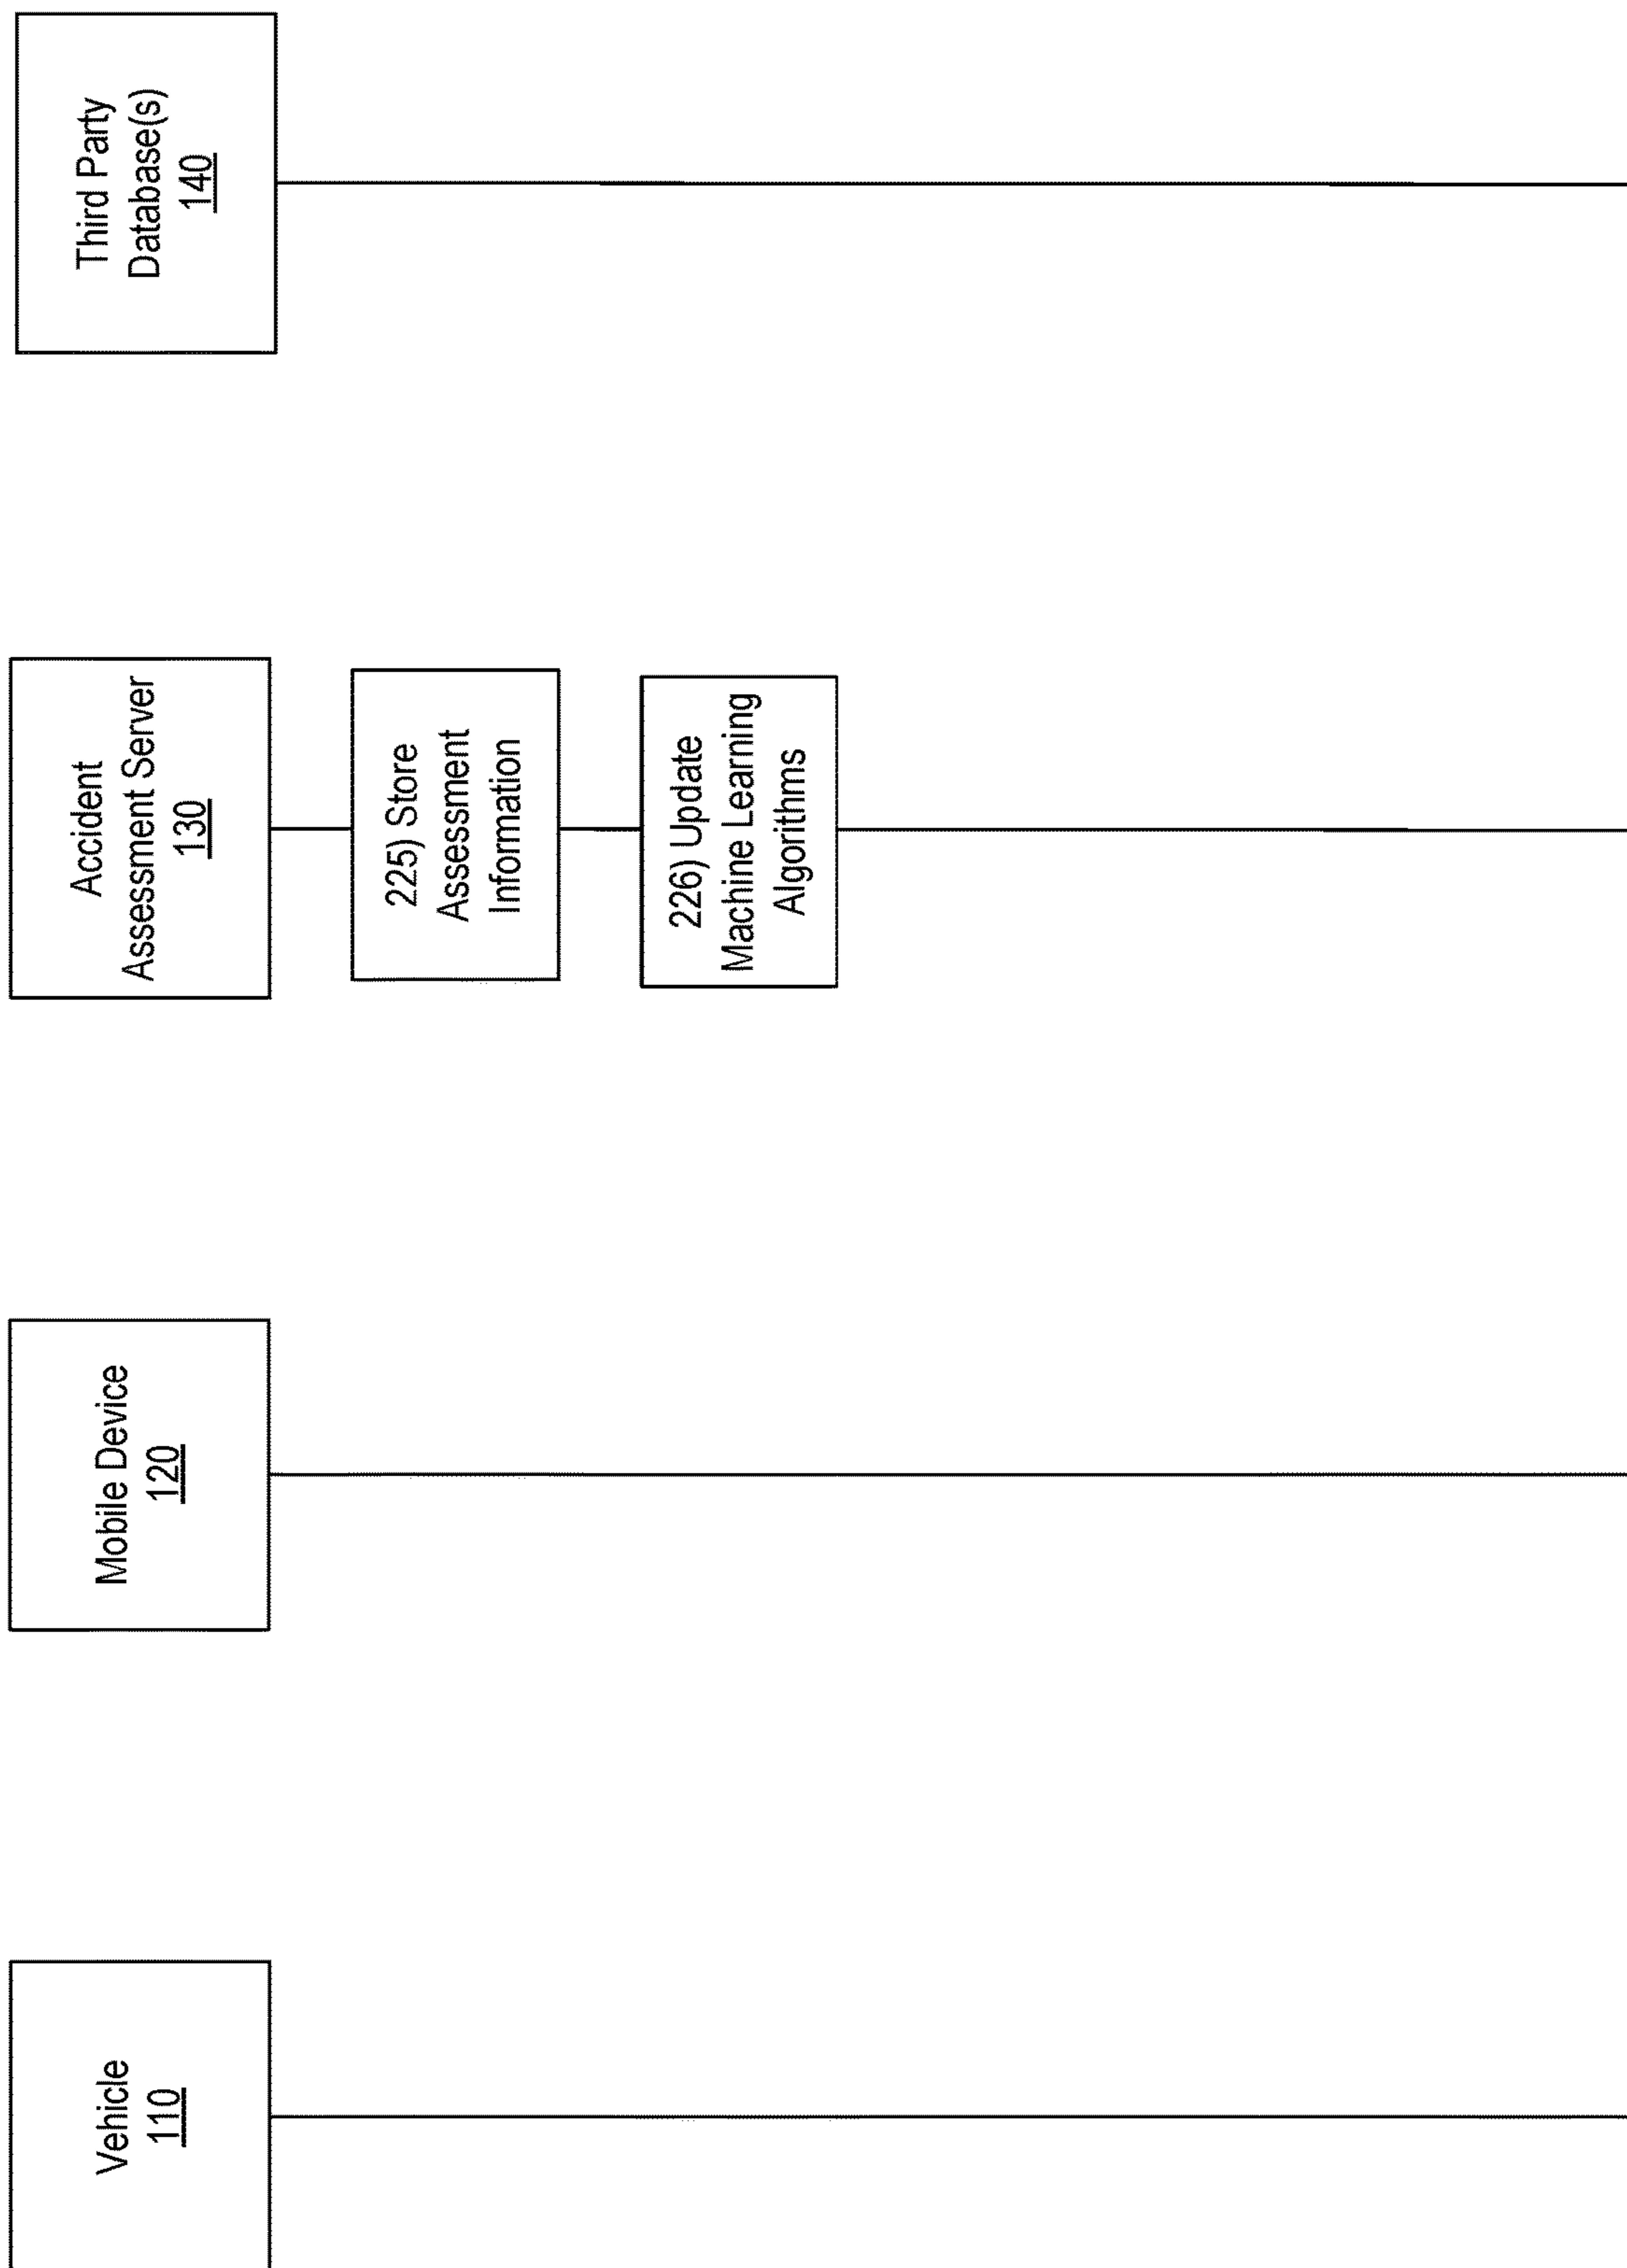 Vehicle
110
Mobile Device
120
Accident
Assessment Server
130
Third Party
Database(s)
140
225) Store
Assessment
Information
226) Update
Machine Learning
Algorithms